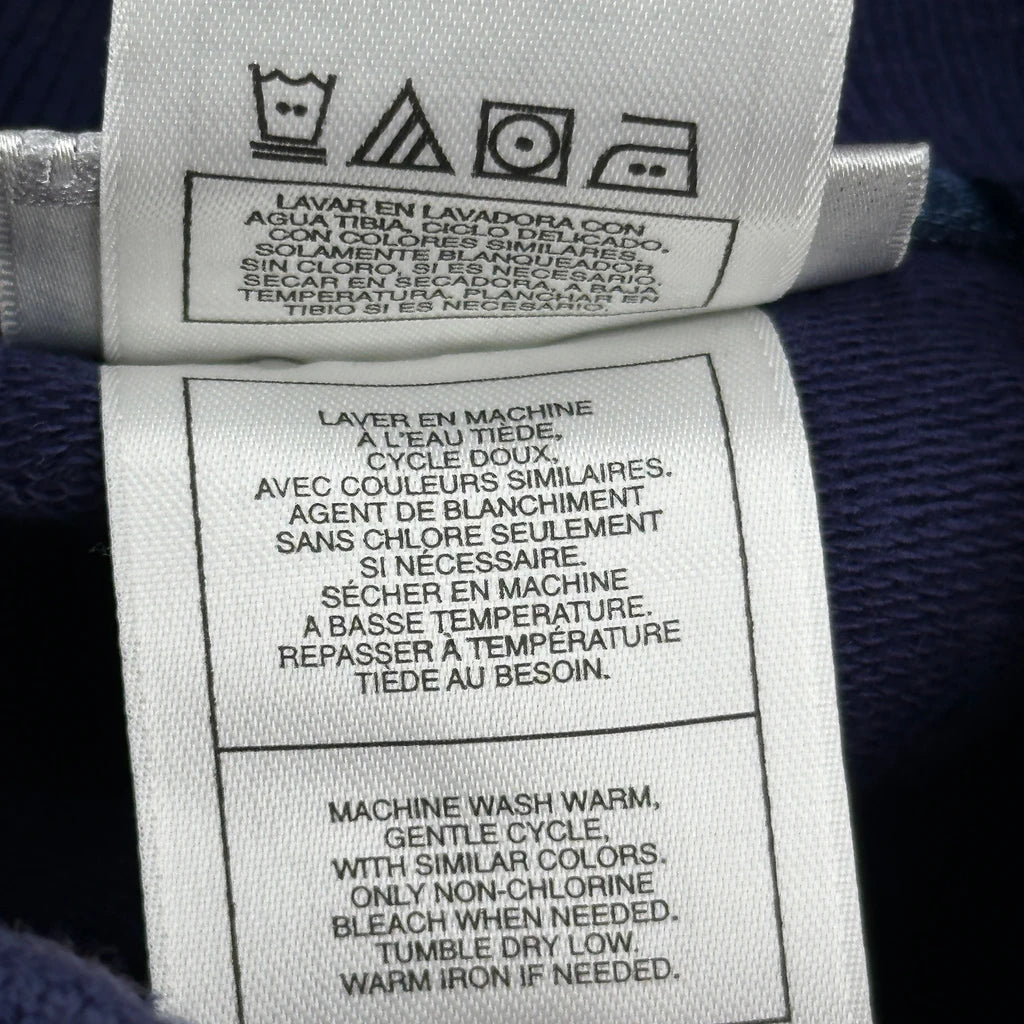 LAVAR EN LAVADORA CON
AGUA TIBIA, CICLO DELICADO,
CON COLORES SIMILARES.
SOLAMENTE BLANQUEADOR
SIN CLORO, SI ES NECESARIO.
SECAR EN SECADORA, A BAJA
TEMPERATURA, PLANCHAR EN
TIBIO SI ES NECESARIO.
LAVER EN MACHINE
À L'EAU TIÈDE,
CYCLE DOUX,
AVEC COULEURS SIMILAIRES.
AGENT DE BLANCHIMENT
SANS CHLORE SEULEMENT
SI NÉCESSAIRE.
SÉCHER EN MACHINE
A BASSE TEMPERATURE.
REPASSER À TEMPÉRATURE
TIÈDE AU BESOIN.
MACHINE WASH WARM,
GENTLE CYCLE,
WITH SIMILAR COLORS.
ONLY NON-CHLORINE
BLEACH WHEN NEEDED.
TUMBLE DRY LOW.
WARM IRON IF NEEDED.